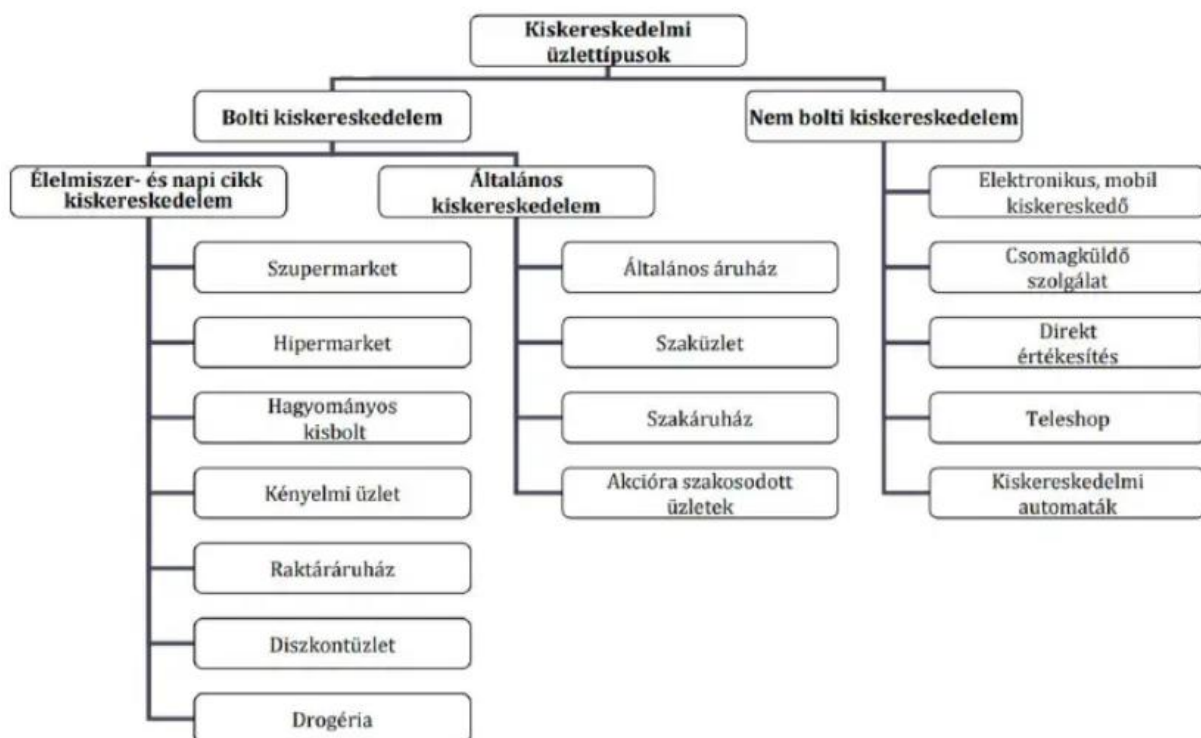 Kiskereskedelmi
üzlettípusok
Bolti kiskereskedelem
Nem bolti kiskereskedelem
Élelmiszer- és napi cikk
kiskereskedelem
Általános
kiskereskedelem
Szupermarket
Hipermarket
Hagyományos
kisbolt
Kényelmi üzlet
Raktáráruház
Diszkontüzlet
Drogéria
Általános áruház
Szaküzlet
Szakáruház
Akcióra szakosodott
üzletek
Elektronikus, mobil
kiskereskedő
Csomagküldő
szolgálat
Direkt
értékesítés
Teleshop
Kiskereskedelmi
automaták